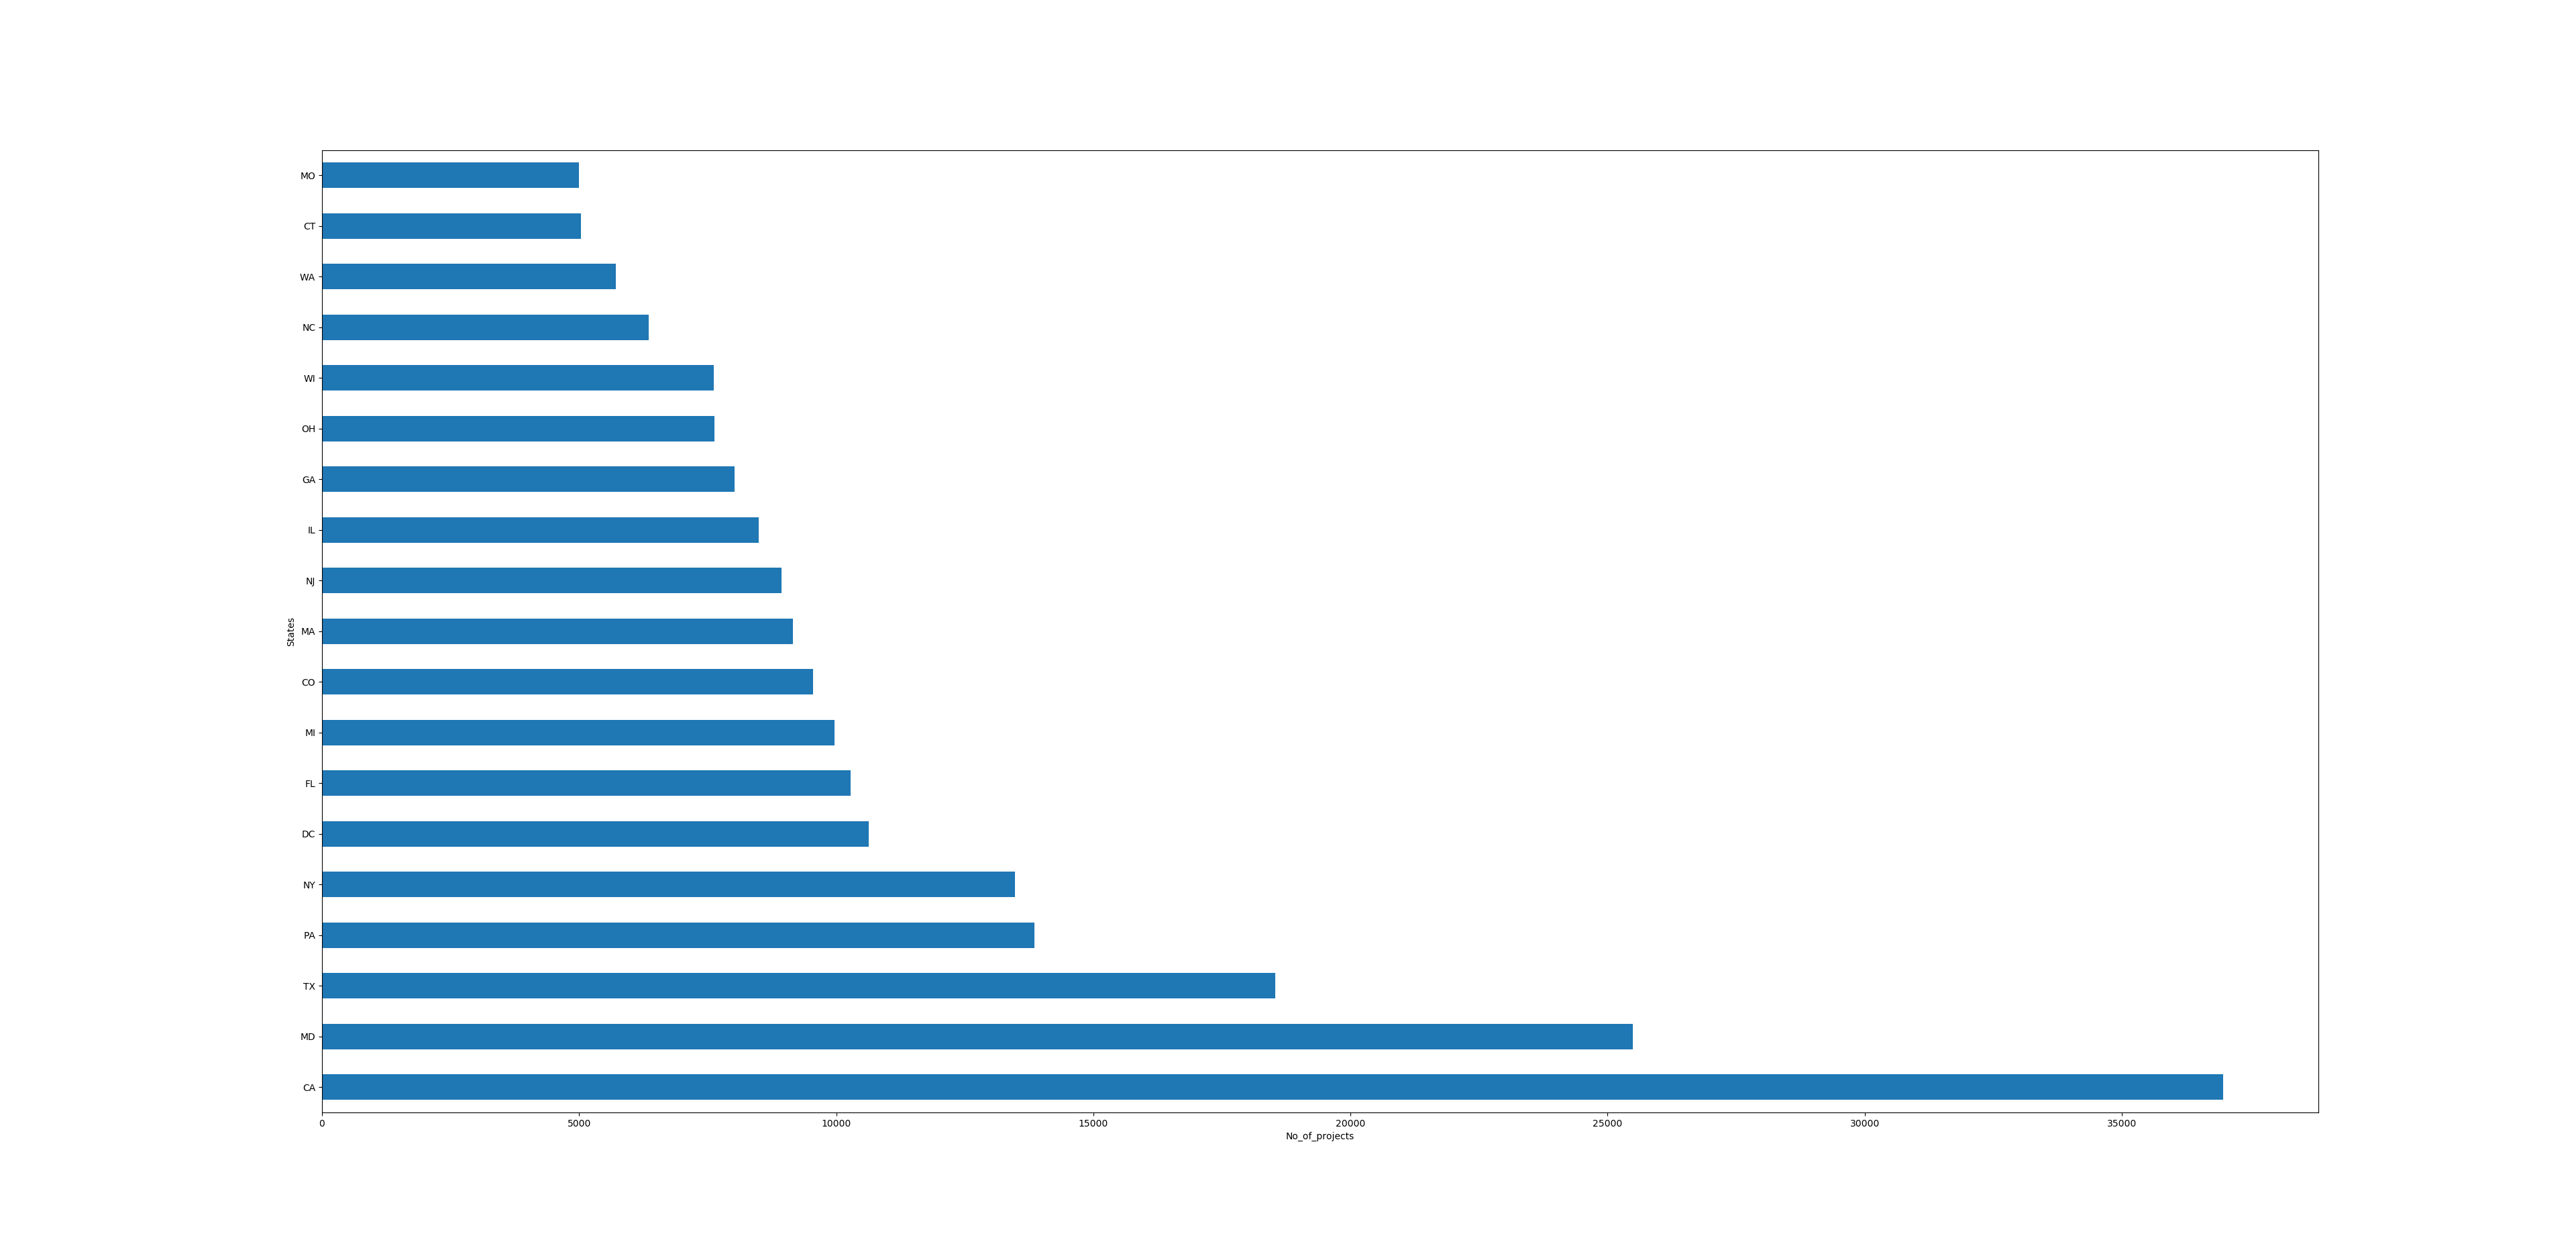 MO
CT
WA
NC
WI
OH
GA
IL
NJ
States
MA
CO
MI
FL
DC
NY
PA
TX
MD
CA
0 5000 10000 15000 20000 25000 30000 35000
No_of_projects